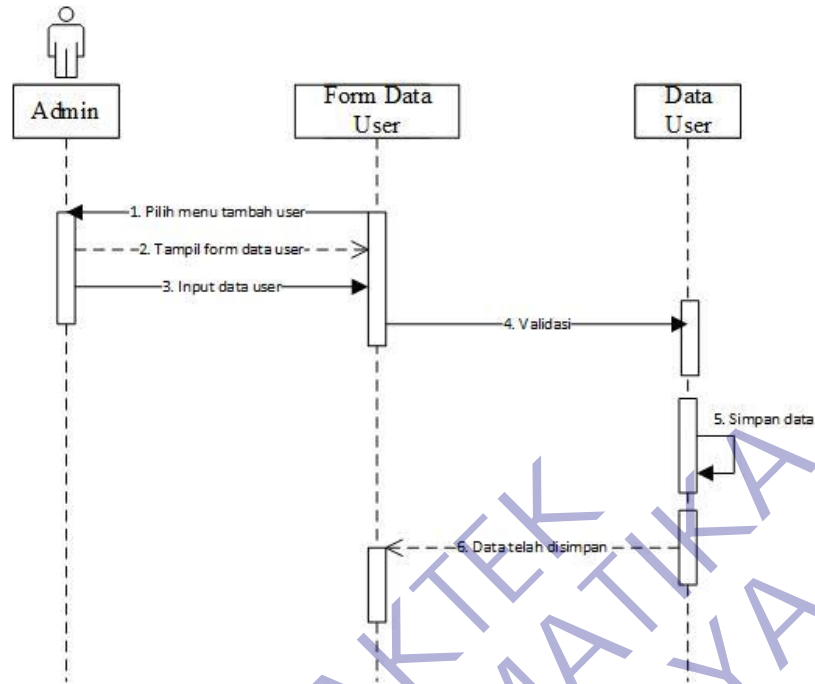 Admin
Form Data
User
Data
User
1. Pilih menu tambah user
2. Tampil form data user
3. Input data user
4. Validasi
5. Simpan data
6. Data telah disimpan